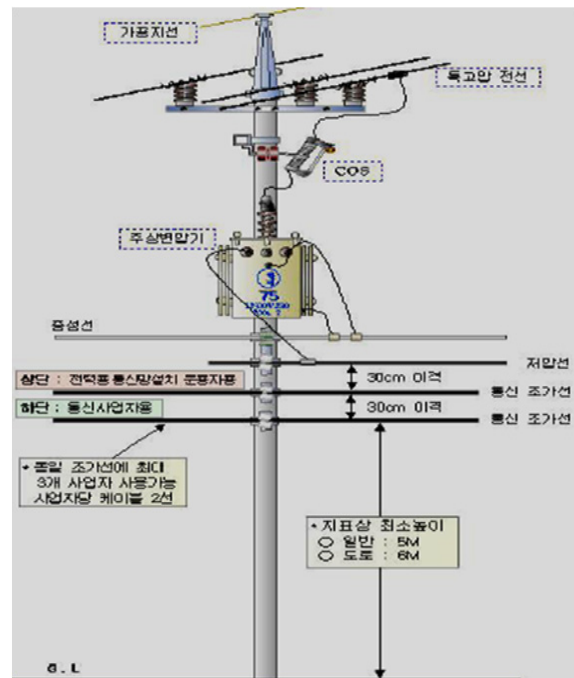 가공지선
특고압 전선
COS
주상변압기
75
중성선
저압선
상단 : 전력용통신망설치 운용자용
30cm 이격
통신 조가선
하단 : 통신사업자용
30cm 이격
통신 조가선
* 동일 조가선에 최대
3개 사업자 사용가능
사업자당 케이블 2선
* 지표상 최소높이
○ 일반 : 5M
○ 도로 : 6M
G.L